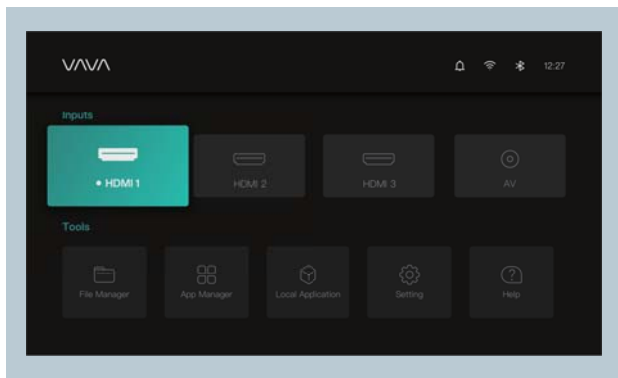 VAVA
12:27
Inputs
HDMI 1
HDMI 2
HDMI 3
AV
Tools
File Manager
App Manager
Local Application
Setting
Help